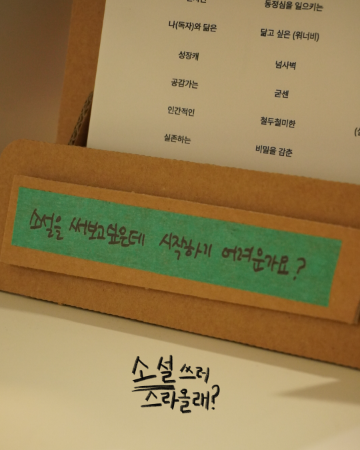 동정심을 일으키는
나(독자)와 닮은
닮고 싶은 (워너비)
성장캐
넘사벽
공감가는
굳센
인간적인
철두철미한
실존하는
비밀을 감춘
소설을 써보고싶은데 시작하기 어려운가요?
소설 쓰러
스라올래?